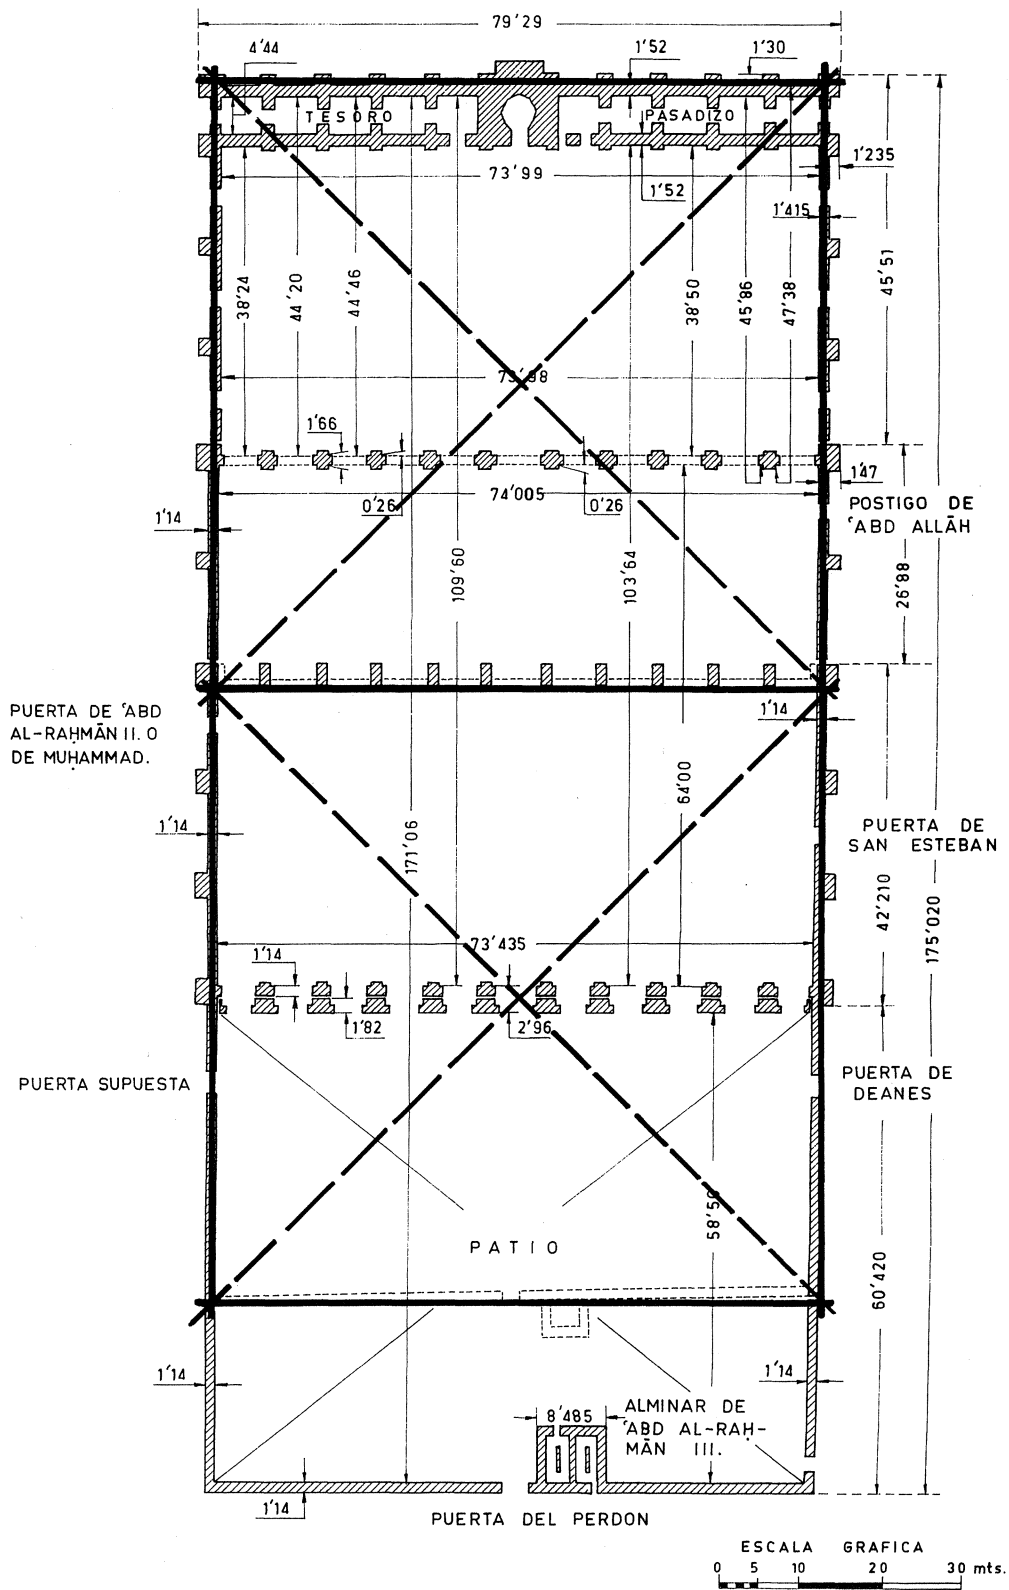 79'29
4'44
1'52
1'30
TESORO
PASADIZO
1'235
73'99
1'52
1'415
38'24
44'20
44'46
38'50
45'86
47'38
45'51
73'98
1'66
1'47
74'005
0'26
0'26
1'14
POSTIGO DE
ʿABD ALLĀH
109'60
103'64
26'88
PUERTA DE ʿABD
AL-RAḤMĀN II. O
DE MUḤAMMAD.
1'14
64'00
1'14
171'06
PUERTA DE
SAN ESTEBAN
42'210
175'020
73'435
1'14
1'82
2'96
PUERTA SUPUESTA
PUERTA DE
DEANES
PATIO
60'420
1'14
1'14
8'485
ALMINAR DE
ʿABD AL-RAḤ-
MĀN III.
1'14
PUERTA DEL PERDON
ESCALA GRAFICA
0 5 10 20 30 mts.